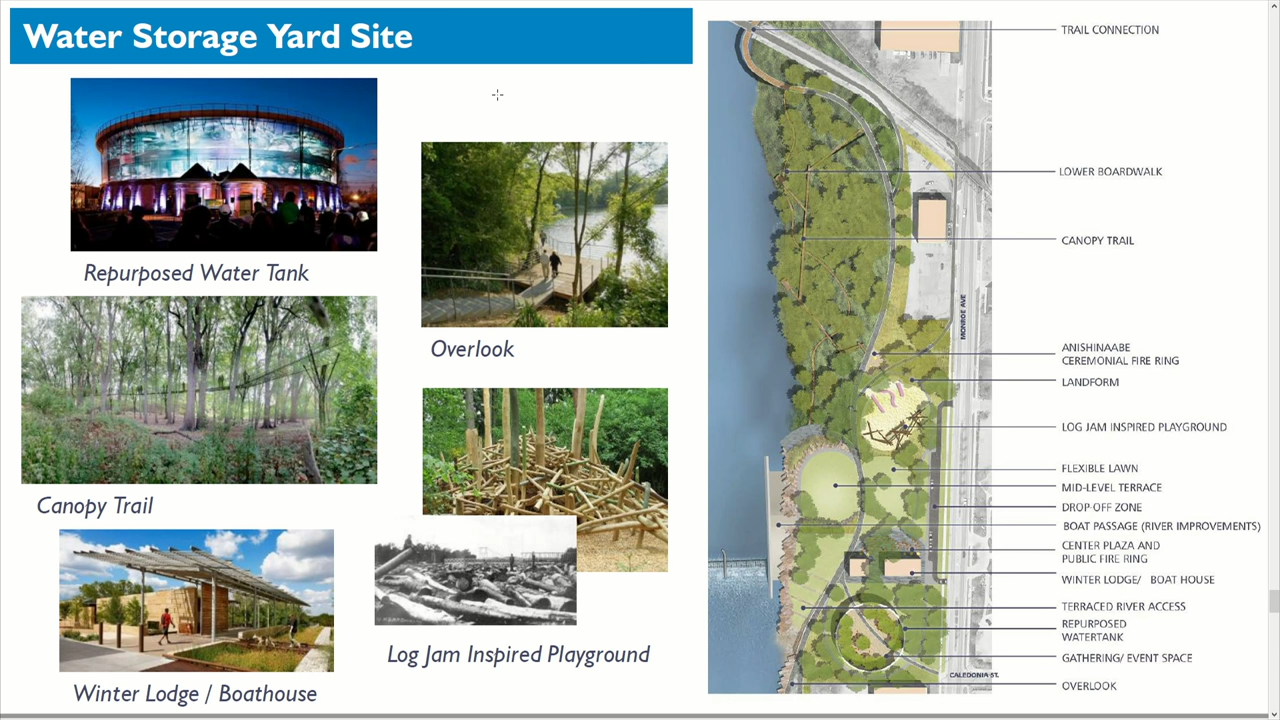 Water Storage Yard Site
Repurposed Water Tank
Overlook
Canopy Trail
Log Jam Inspired Playground
Winter Lodge / Boathouse
TRAIL CONNECTION
LOWER BOARDWALK
CANOPY TRAIL
MONROE AVE
ANISHINAABE
CEREMONIAL FIRE RING
LANDFORM
LOG JAM INSPIRED PLAYGROUND
FLEXIBLE LAWN
MID-LEVEL TERRACE
DROP-OFF ZONE
BOAT PASSAGE (RIVER IMPROVEMENTS)
CENTER PLAZA AND
PUBLIC FIRE RING
WINTER LODGE/ BOAT HOUSE
TERRACED RIVER ACCESS
REPURPOSED
WATERTANK
GATHERING/ EVENT SPACE
CALEDONIA ST.
OVERLOOK